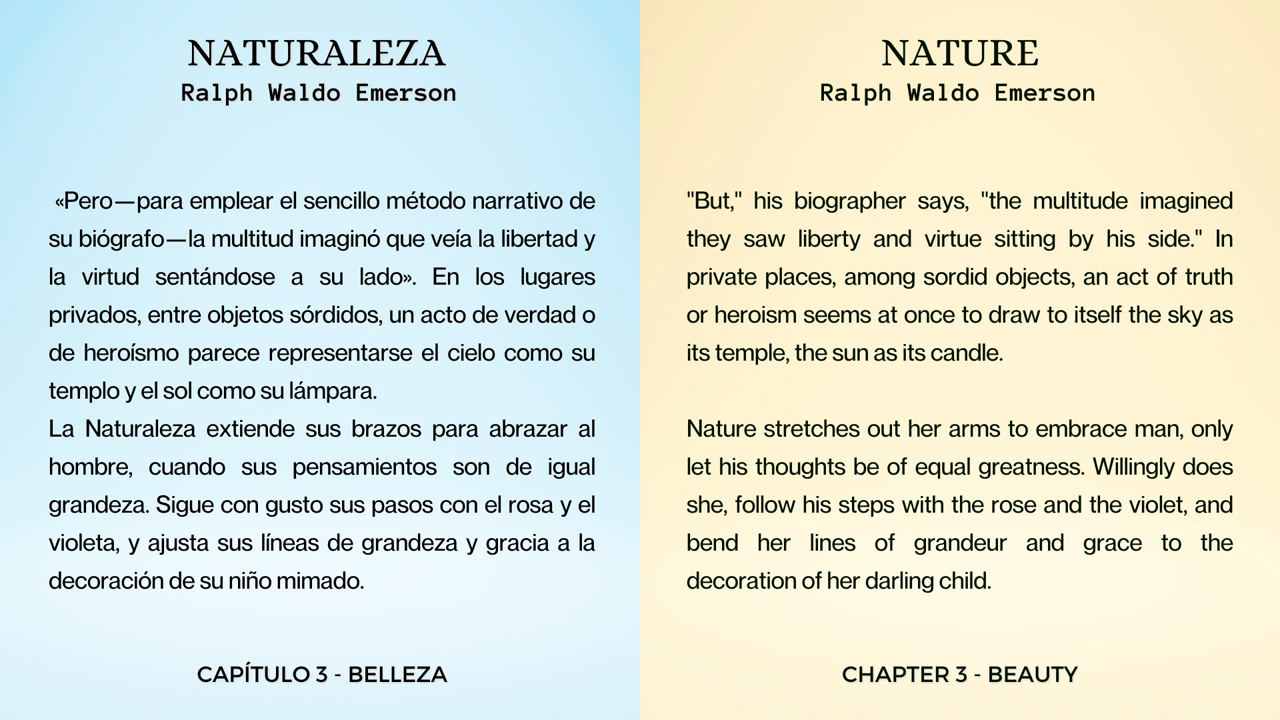 NATURALEZA
Ralph Waldo Emerson
«Pero—para emplear el sencillo método narrativo de
su biógrafo—la multitud imaginó que veía la libertad y
la virtud sentándose a su lado». En los lugares
privados, entre objetos sórdidos, un acto de verdad o
de heroísmo parece representarse el cielo como su
templo y el sol como su lámpara.
La Naturaleza extiende sus brazos para abrazar al
hombre, cuando sus pensamientos son de igual
grandeza. Sigue con gusto sus pasos con el rosa y el
violeta, y ajusta sus líneas de grandeza y gracia a la
decoración de su niño mimado.
CAPÍTULO 3 - BELLEZA
NATURE
Ralph Waldo Emerson
"But," his biographer says, "the multitude imagined
they saw liberty and virtue sitting by his side." In
private places, among sordid objects, an act of truth
or heroism seems at once to draw to itself the sky as
its temple, the sun as its candle.
Nature stretches out her arms to embrace man, only
let his thoughts be of equal greatness. Willingly does
she, follow his steps with the rose and the violet, and
bend her lines of grandeur and grace to the
decoration of her darling child.
CHAPTER 3 - BEAUTY